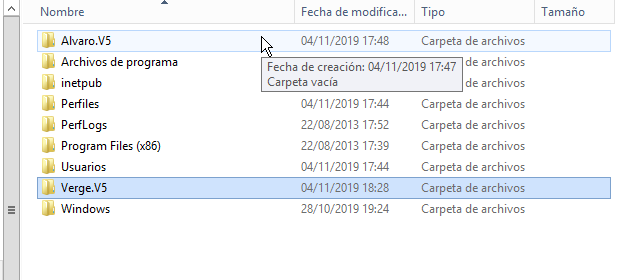 Nombre Fecha de modifica... Tipo Tamaño
Alvaro.V5 04/11/2019 17:48 Carpeta de archivos
Archivos de programa de archivos
Fecha de creación: 04/11/2019 17:47
Carpeta vacía
inetpub de archivos
Perfiles 04/11/2019 17:44 Carpeta de archivos
PerfLogs 22/08/2013 17:52 Carpeta de archivos
Program Files (x86) 22/08/2013 17:39 Carpeta de archivos
Usuarios 04/11/2019 17:44 Carpeta de archivos
Verge.V5 04/11/2019 18:28 Carpeta de archivos
Windows 28/10/2019 19:24 Carpeta de archivos